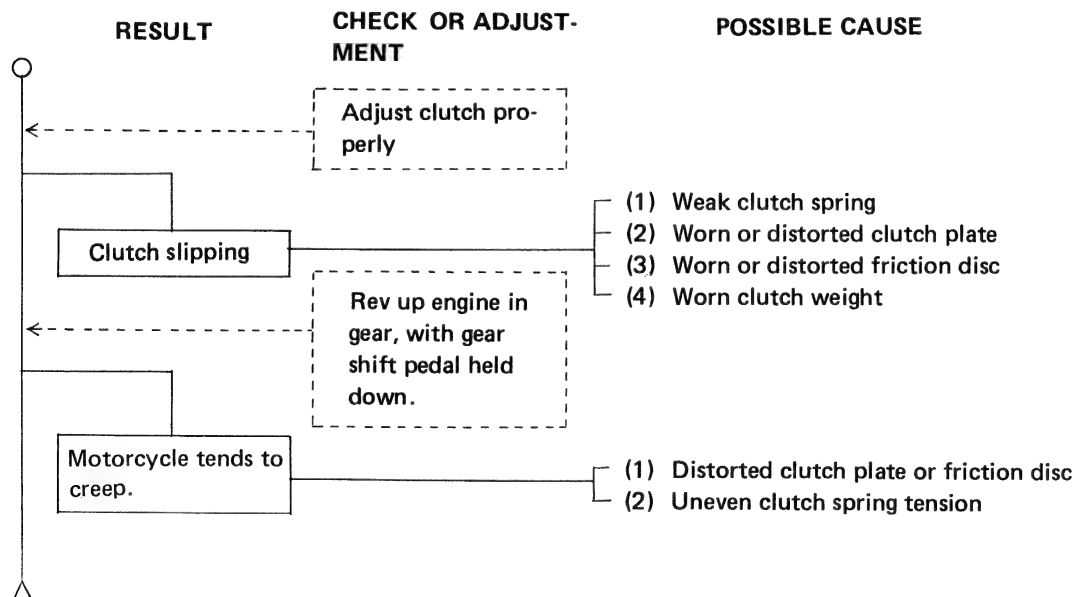 RESULT
CHECK OR ADJUST-
MENT
POSSIBLE CAUSE
Adjust clutch pro-
perly
Clutch slipping
(1) Weak clutch spring
(2) Worn or distorted clutch plate
(3) Worn or distorted friction disc
(4) Worn clutch weight
Rev up engine in
gear, with gear
shift pedal held
down.
Motorcycle tends to
creep.
(1) Distorted clutch plate or friction disc
(2) Uneven clutch spring tension